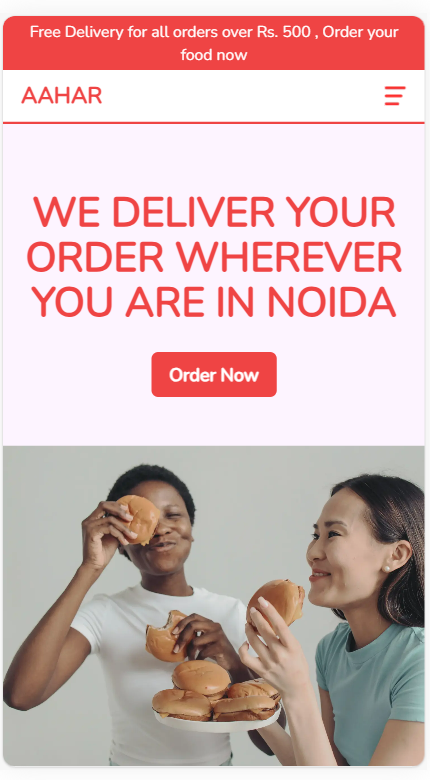 Free Delivery for all orders over Rs. 500 , Order your
food now
AAHAR
WE DELIVER YOUR
ORDER WHEREVER
YOU ARE IN NOIDA
Order Now